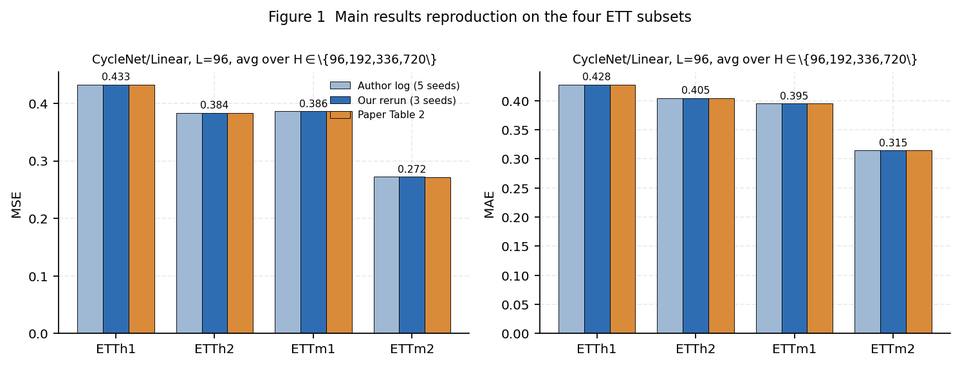 Figure 1 Main results reproduction on the four ETT subsets
CycleNet/Linear, L=96, avg over H∈\{96,192,336,720\}
MSE
0.4
0.3
0.2
0.1
0.0
0.433
0.384
0.386
0.272
Author log (5 seeds)
Our rerun (3 seeds)
Paper Table 2
ETTh1
ETTh2
ETTm1
ETTm2
CycleNet/Linear, L=96, avg over H∈\{96,192,336,720\}
MAE
0.40
0.35
0.30
0.25
0.20
0.15
0.10
0.05
0.00
0.428
0.405
0.395
0.315
ETTh1
ETTh2
ETTm1
ETTm2